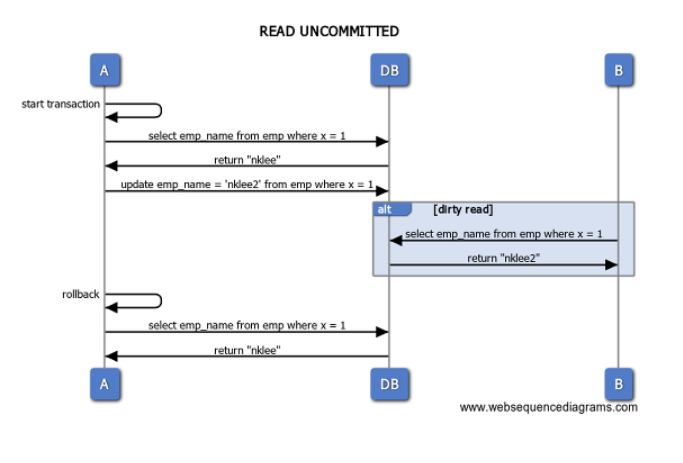 READ UNCOMMITTED
A
DB
B
start transaction
select emp_name from emp where x = 1
return "nklee"
update emp_name = 'nklee2' from emp where x = 1
alt
[dirty read]
select emp_name from emp where x = 1
return "nklee2"
rollback
select emp_name from emp where x = 1
return "nklee"
A
DB
B
www.websequencediagrams.com